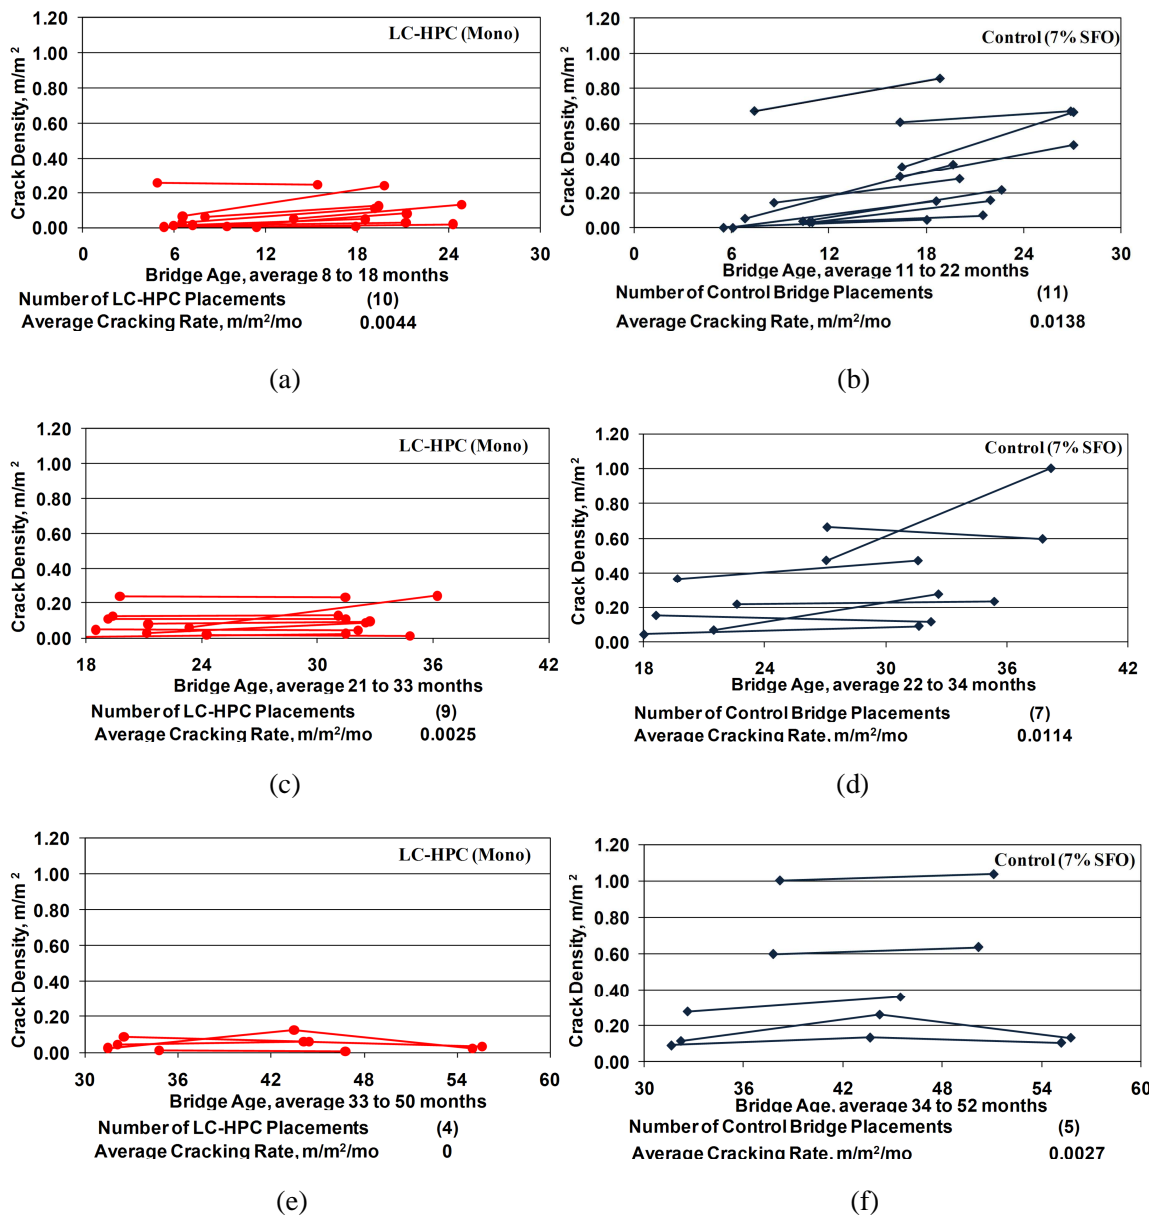 LC-HPC (Mono)
Crack Density, m/m²
1.20
1.00
0.80
0.60
0.40
0.20
0.00
0 6 12 18 24 30
Bridge Age, average 8 to 18 months
Number of LC-HPC Placements (10)
Average Cracking Rate, m/m²/mo 0.0044
(a)
Control (7% SFO)
Crack Density, m/m²
1.20
1.00
0.80
0.60
0.40
0.20
0.00
0 6 12 18 24 30
Bridge Age, average 11 to 22 months
Number of Control Bridge Placements (11)
Average Cracking Rate, m/m²/mo 0.0138
(b)
LC-HPC (Mono)
Crack Density, m/m²
1.20
1.00
0.80
0.60
0.40
0.20
0.00
18 24 30 36 42
Bridge Age, average 21 to 33 months
Number of LC-HPC Placements (9)
Average Cracking Rate, m/m²/mo 0.0025
(c)
Control (7% SFO)
Crack Density, m/m²
1.20
1.00
0.80
0.60
0.40
0.20
0.00
18 24 30 36 42
Bridge Age, average 22 to 34 months
Number of Control Bridge Placements (7)
Average Cracking Rate, m/m²/mo 0.0114
(d)
LC-HPC (Mono)
Crack Density, m/m²
1.20
1.00
0.80
0.60
0.40
0.20
0.00
30 36 42 48 54 60
Bridge Age, average 33 to 50 months
Number of LC-HPC Placements (4)
Average Cracking Rate, m/m²/mo 0
(e)
Control (7% SFO)
Crack Density, m/m²
1.20
1.00
0.80
0.60
0.40
0.20
0.00
30 36 42 48 54 60
Bridge Age, average 34 to 52 months
Number of Control Bridge Placements (5)
Average Cracking Rate, m/m²/mo 0.0027
(f)